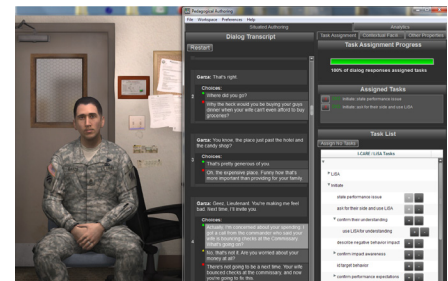 Pedagogical Authoring
File Workspace Preferences Help
Situated Authoring
Analytics
Dialog Transcript
Restart
Garza: That's right.
Choices:
Where did you go?
Why the heck would you be buying your guys
dinner when your wife can't even afford to buy
groceries?
Garza: You know, the place just past the hotel and
the candy shop?
Choices:
That's pretty generous of you.
Oh, the expensive place. Funny how that's
more important than providing for your family.
Garza: Geez, Lieutenant. You're making me feel
bad. Next time, I'll invite you.
Choices:
Actually, I'm concerned about your spending. I
got a call from the commander who said your
wife is bouncing checks at the Commissary.
What's going on?
No, that's not it. Are you worried about your
money at all?
There's not going to be a next time. Your wife
bounced checks at the commissary, and now
you're going to fix this.
Task Assignment
Contextual Facili
Other Properties
Task Assignment Progress
100% of dialog responses assigned tasks
Assigned Tasks
Initiate: state performance issue
Initiate: ask for their side and use LISA
Task List
Assign No Tasks
I-CARE : LISA Tasks
LISA
Initiate
state performance issue
ask for their side and use LISA
confirm their understanding
use LISA for understanding
describe negative behavior impact
confirm impact awareness
id target behavior
confirm performance expectations